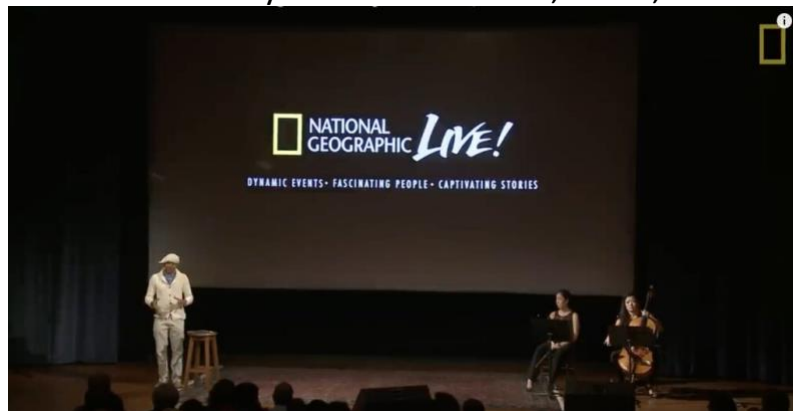 NATIONAL
GEOGRAPHIC LIVE!
DYNAMIC EVENTS • FASCINATING PEOPLE • CAPTIVATING STORIES